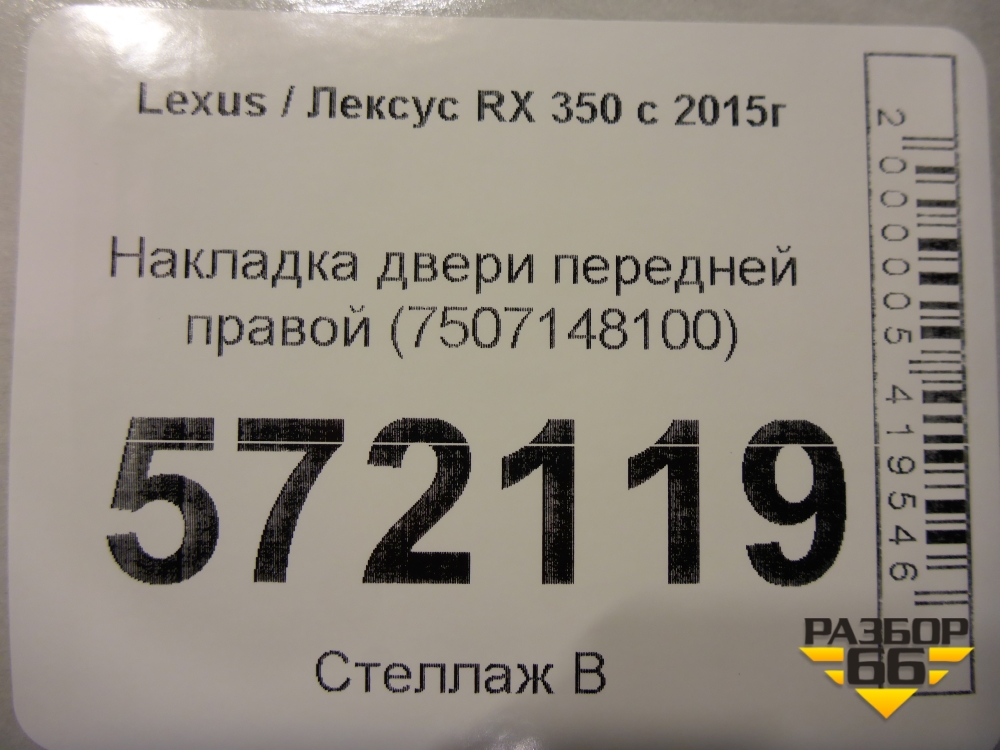 Lexus / Лексус RX 350 с 2015г
Накладка двери передней
правой (7507148100)
572119
Стеллаж В
2000005419546
РАЗБОР
66